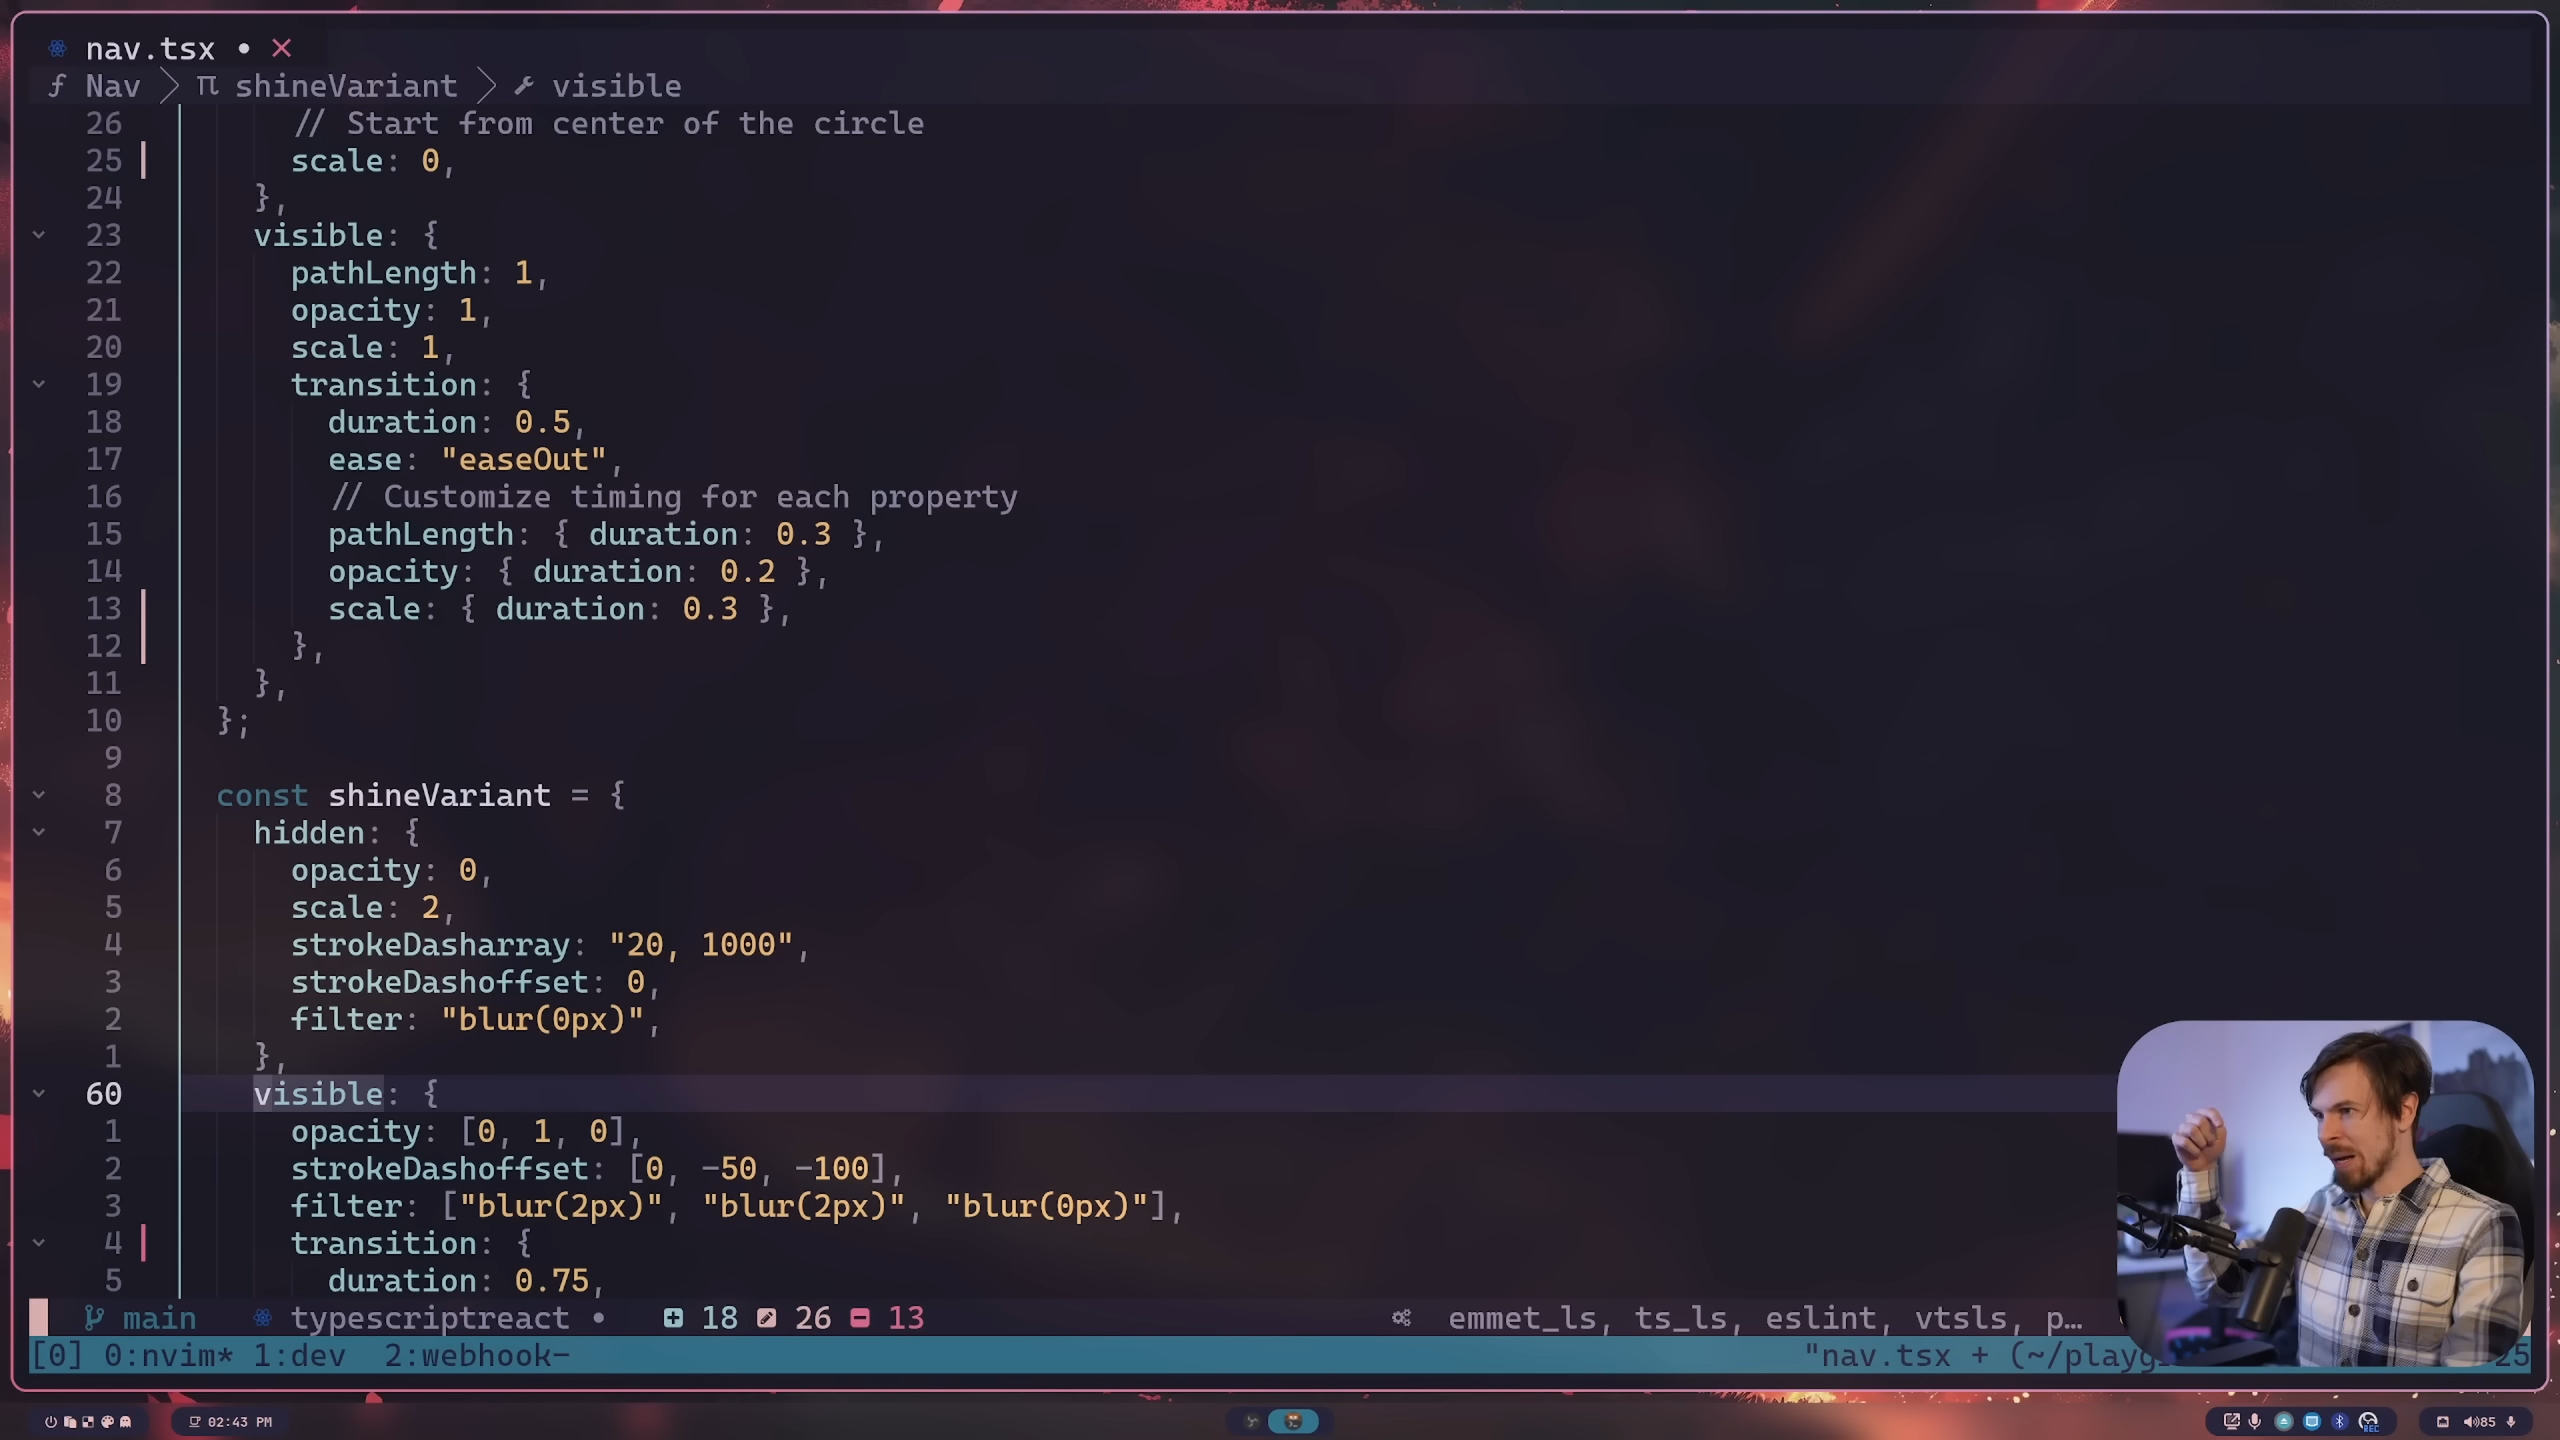 nav.tsx • ✕
Nav > shineVariant > visible
26 // Start from center of the circle
25 scale: 0,
24 },
23 visible: {
22 pathLength: 1,
21 opacity: 1,
20 scale: 1,
19 transition: {
18 duration: 0.5,
17 ease: "easeOut",
16 // Customize timing for each property
15 pathLength: { duration: 0.3 },
14 opacity: { duration: 0.2 },
13 scale: { duration: 0.3 },
12 },
11 },
10 };
9
8 const shineVariant = {
7 hidden: {
6 opacity: 0,
5 scale: 2,
4 strokeDasharray: "20, 1000",
3 strokeDashoffset: 0,
2 filter: "blur(0px)",
1 },
60 visible: {
1 opacity: [0, 1, 0],
2 strokeDashoffset: [0, -50, -100],
3 filter: ["blur(2px)", "blur(2px)", "blur(0px)"],
4 transition: {
5 duration: 0.75,
main typescriptreact • 18 26 13 emmet_ls, ts_ls, eslint, vtsls, p…
[0] 0:nvim* 1:dev 2:webhook- "nav.tsx + (~/playg 25
02:43 PM REC 85